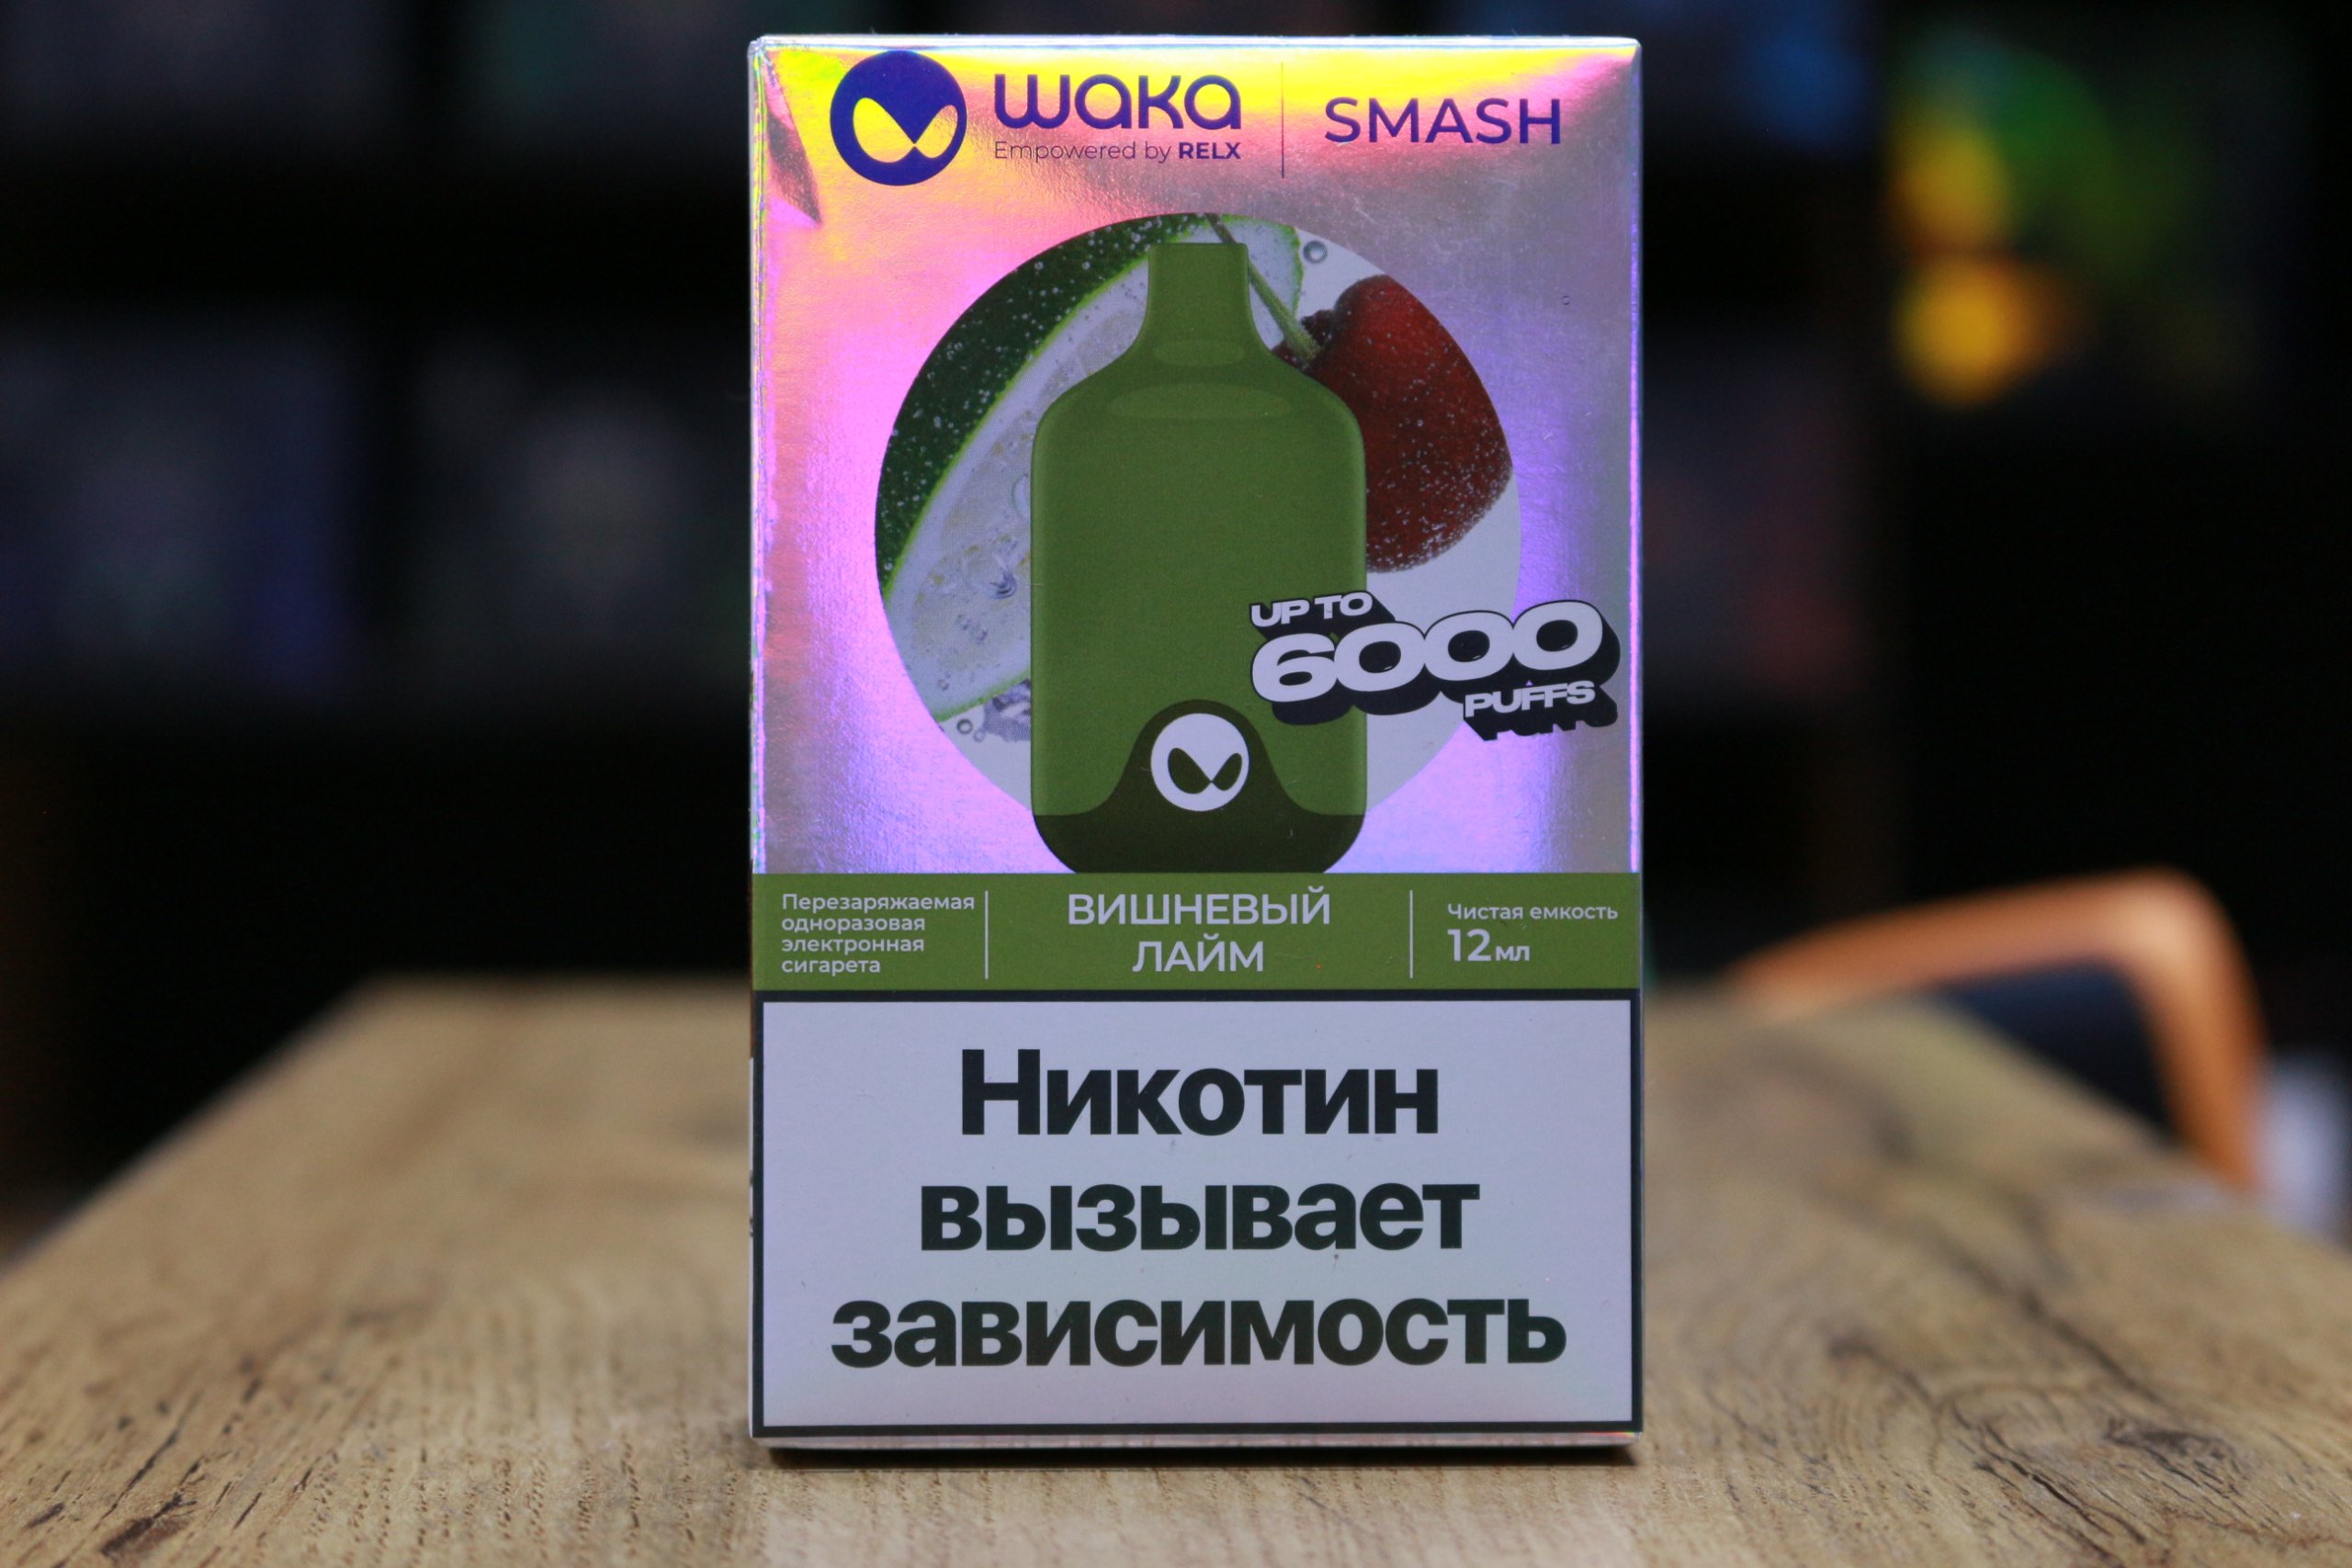 waka
Empowered by RELX
SMASH
UP TO
6000
PUFFS
Перезаряжаемая
одноразовая
электронная
сигарета
ВИШНЕВЫЙ
ЛАЙМ
Чистая емкость
12мл
Никотин
вызывает
зависимость